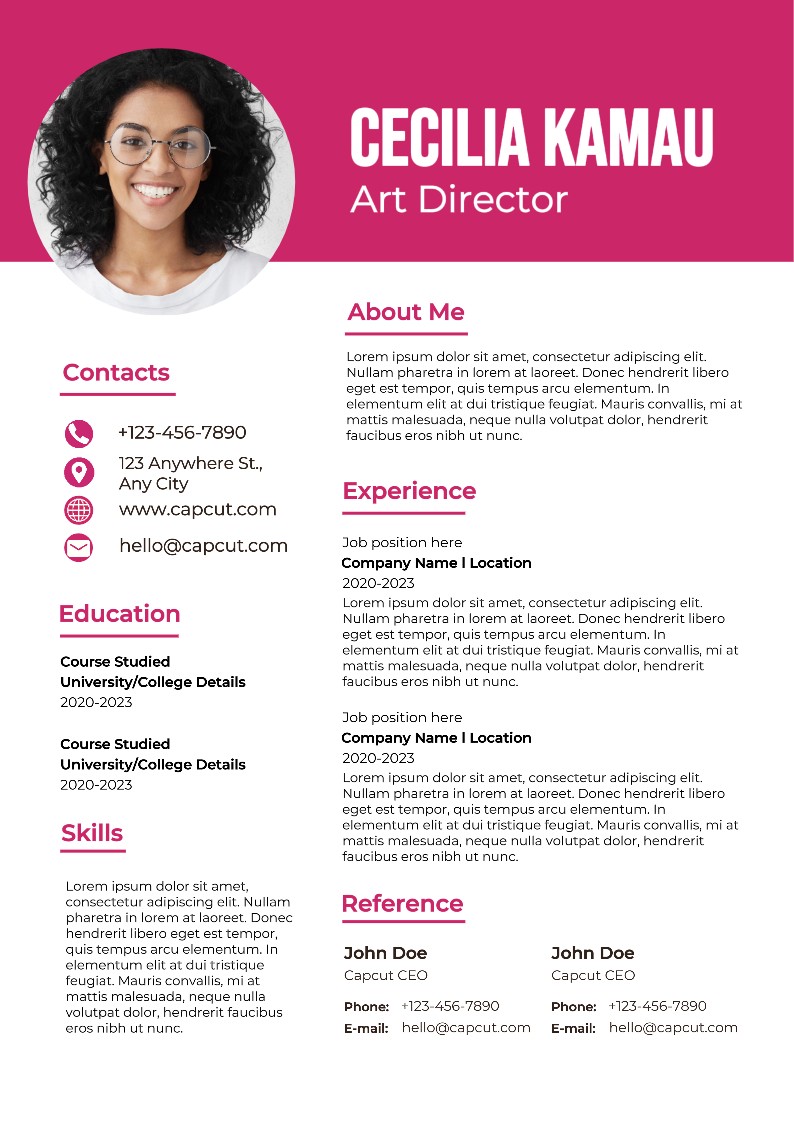 CECILIA KAMAU
Art Director
Contacts
+123-456-7890
123 Anywhere St.,
Any City
www.capcut.com
hello@capcut.com
Education
Course Studied
University/College Details
2020-2023
Course Studied
University/College Details
2020-2023
Skills
Lorem ipsum dolor sit amet,
consectetur adipiscing elit. Nullam
pharetra in lorem at laoreet. Donec
hendrerit libero eget est tempor,
quis tempus arcu elementum. In
elementum elit at dui tristique
feugiat. Mauris convallis, mi at
mattis malesuada, neque nulla
volutpat dolor, hendrerit faucibus
eros nibh ut nunc.
About Me
Lorem ipsum dolor sit amet, consectetur adipiscing elit.
Nullam pharetra in lorem at laoreet. Donec hendrerit libero
eget est tempor, quis tempus arcu elementum. In
elementum elit at dui tristique feugiat. Mauris convallis, mi at
mattis malesuada, neque nulla volutpat dolor, hendrerit
faucibus eros nibh ut nunc.
Experience
Job position here
Company Name l Location
2020-2023
Lorem ipsum dolor sit amet, consectetur adipiscing elit.
Nullam pharetra in lorem at laoreet. Donec hendrerit libero
eget est tempor, quis tempus arcu elementum. In
elementum elit at dui tristique feugiat. Mauris convallis, mi at
mattis malesuada, neque nulla volutpat dolor, hendrerit
faucibus eros nibh ut nunc.
Job position here
Company Name l Location
2020-2023
Lorem ipsum dolor sit amet, consectetur adipiscing elit.
Nullam pharetra in lorem at laoreet. Donec hendrerit libero
eget est tempor, quis tempus arcu elementum. In
elementum elit at dui tristique feugiat. Mauris convallis, mi at
mattis malesuada, neque nulla volutpat dolor, hendrerit
faucibus eros nibh ut nunc.
Reference
John Doe
Capcut CEO
Phone: +123-456-7890
E-mail: hello@capcut.com
John Doe
Capcut CEO
Phone: +123-456-7890
E-mail: hello@capcut.com